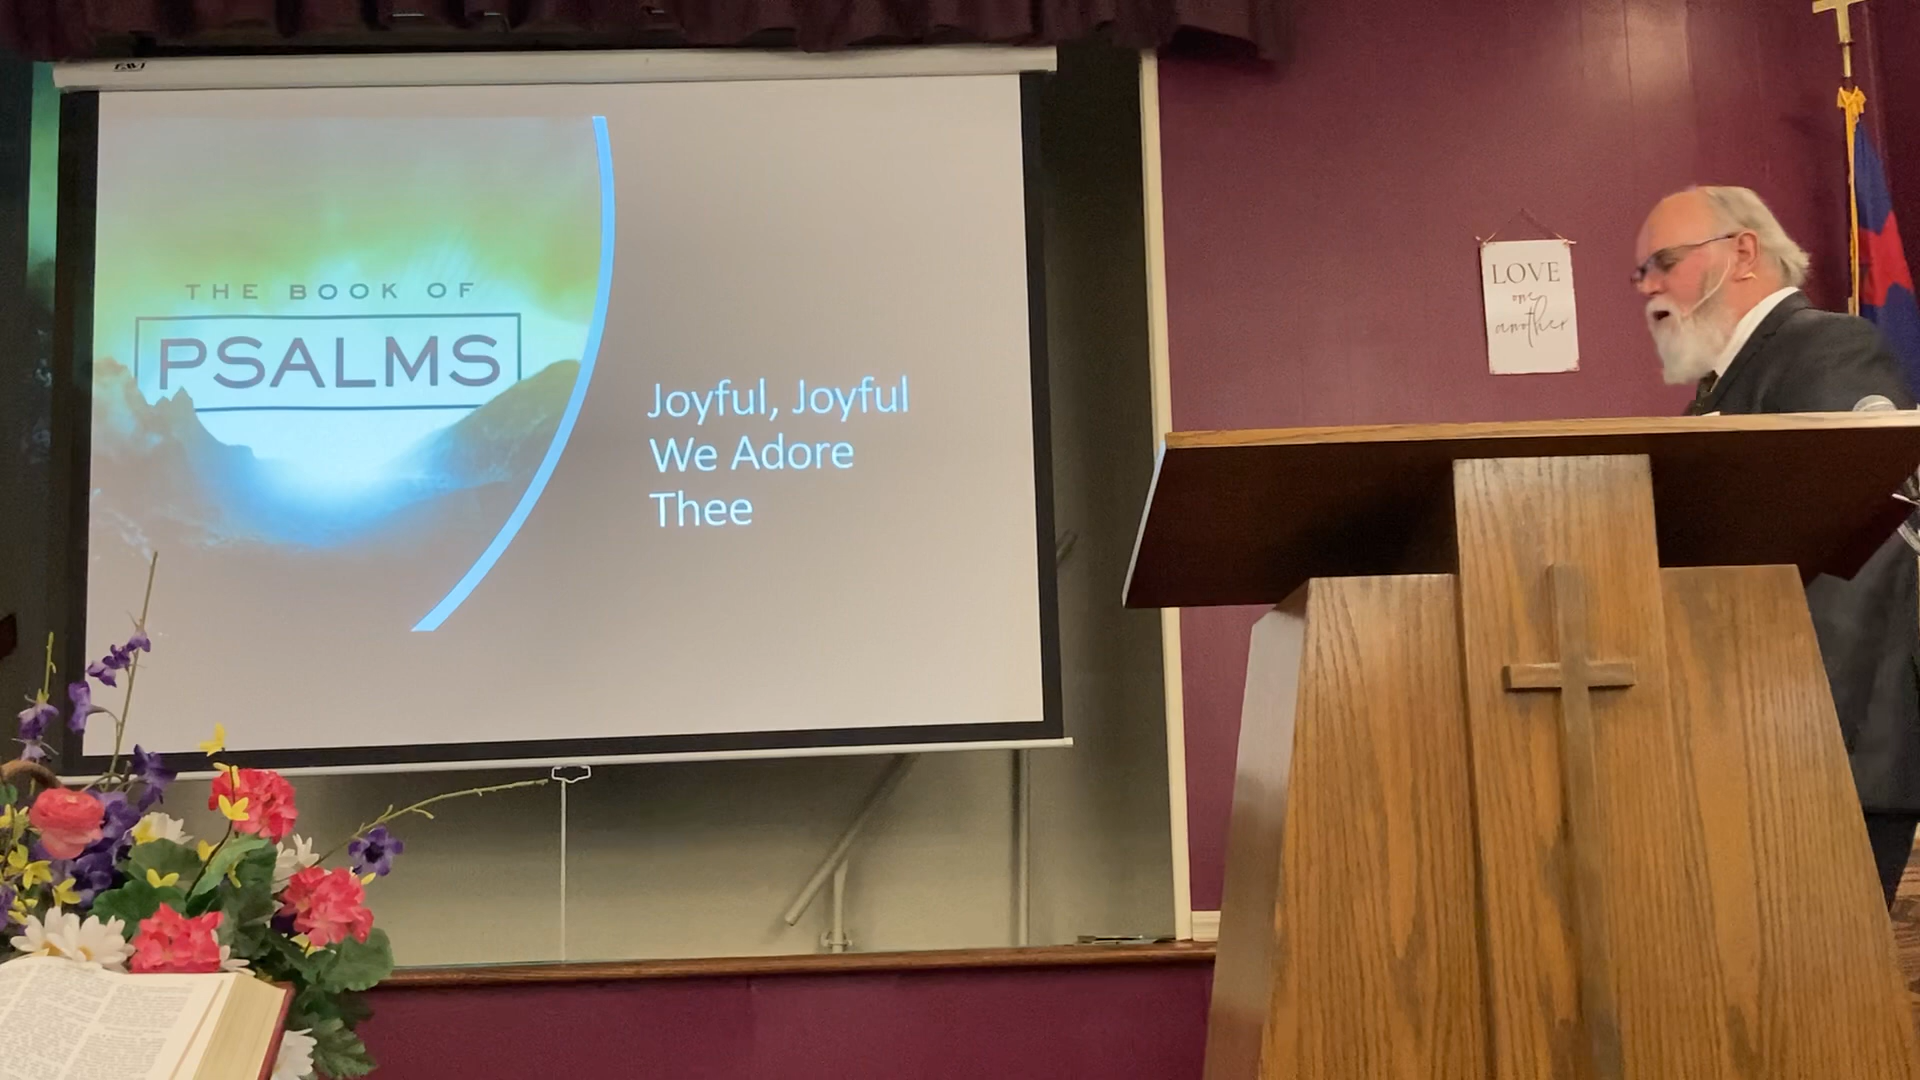 THE BOOK OF
PSALMS
Joyful, Joyful
We Adore
Thee
LOVE
one
another